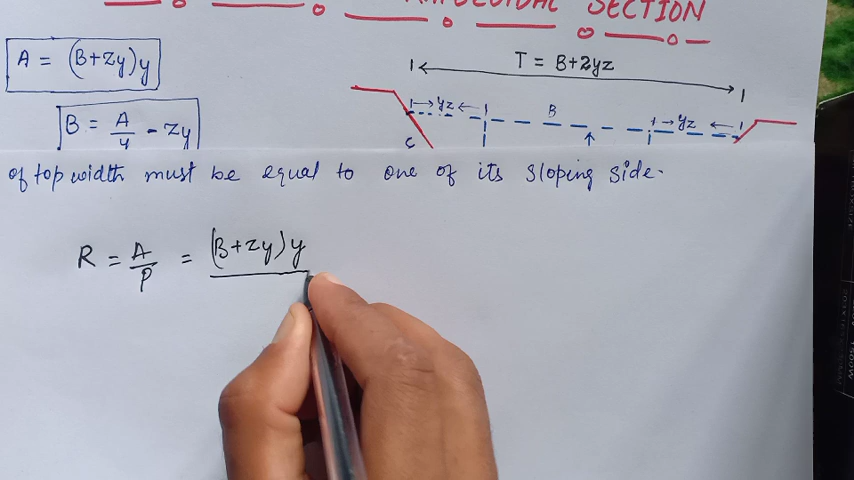 SECTION
A = (B+zy)y
T = B+2yz
yz
B
yz
B = A/y - zy
C
of top width must be equal to one of its sloping side.
R = A/P = (B+zy)y